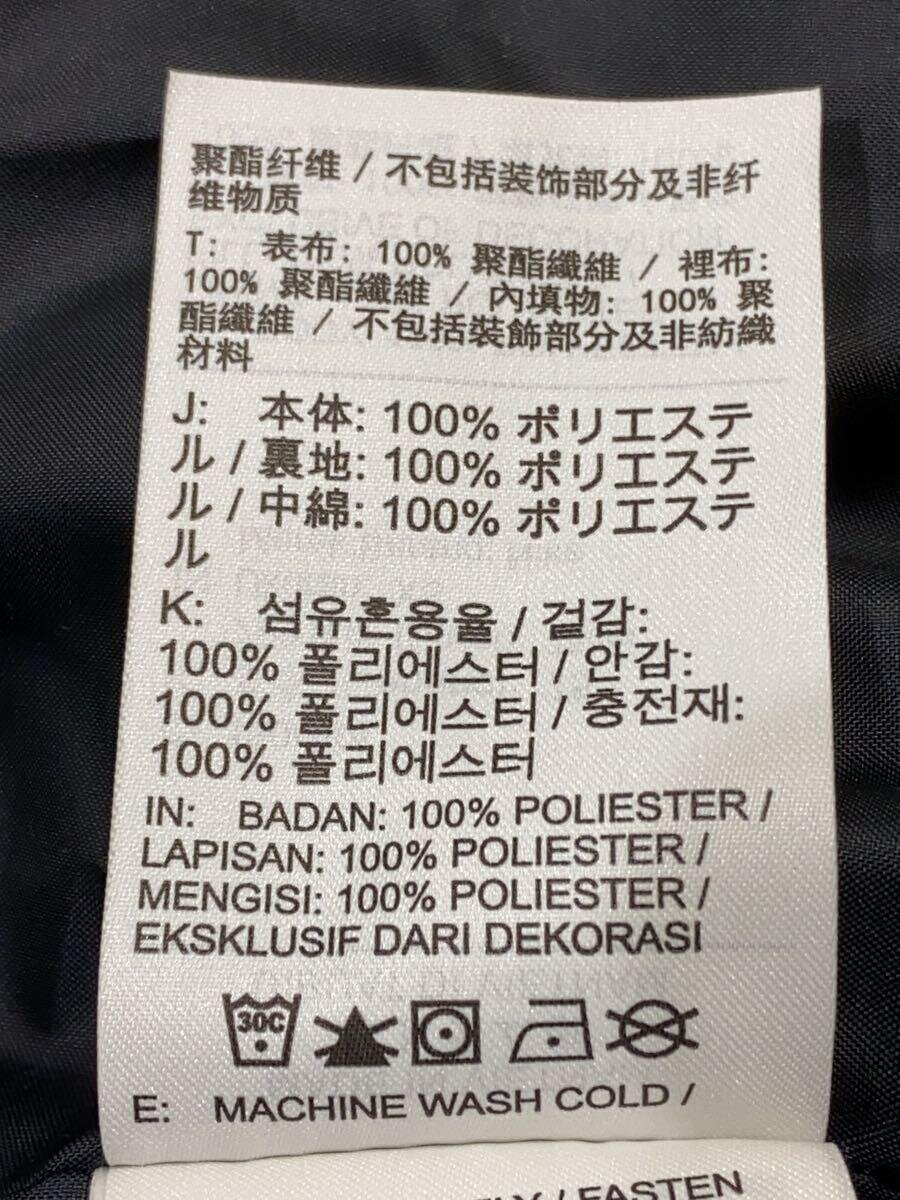 聚酯纤维 / 不包括装饰部分及非纤
维物质
T: 表布: 100% 聚酯纖維 / 裡布:
100% 聚酯纖維 / 內填物: 100% 聚
酯纖維 / 不包括裝飾部分及非紡織
材料
J: 本体: 100% ポリエステ
ル / 裏地: 100% ポリエステ
ル / 中綿: 100% ポリエステ
ル
K: 섬유혼용율 / 겉감:
100% 폴리에스터 / 안감:
100% 폴리에스터 / 충전재:
100% 폴리에스터
IN: BADAN: 100% POLIESTER /
LAPISAN: 100% POLIESTER /
MENGISI: 100% POLIESTER /
EKSKLUSIF DARI DEKORASI
30C
E: MACHINE WASH COLD /
/ FASTEN